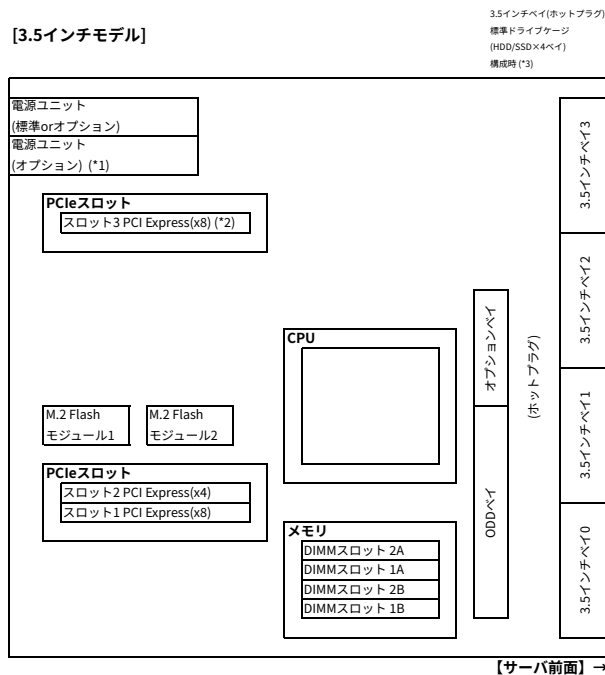 3.5インチベイ(ホットプラグ)
標準ドライブケージ
(HDD/SSD×4ベイ)
構成時 (*3)
[3.5インチモデル]
電源ユニット
(標準orオプション)
電源ユニット
(オプション) (*1)
PCIeスロット
スロット3 PCI Express(x8) (*2)
CPU
M.2 Flash
モジュール1
M.2 Flash
モジュール2
PCIeスロット
スロット2 PCI Express(x4)
スロット1 PCI Express(x8)
メモリ
DIMMスロット 2A
DIMMスロット 1A
DIMMスロット 2B
DIMMスロット 1B
オプションベイ
ODDベイ
(ホットプラグ)
3.5インチベイ3
3.5インチベイ2
3.5インチベイ1
3.5インチベイ0
【サーバ前面】→